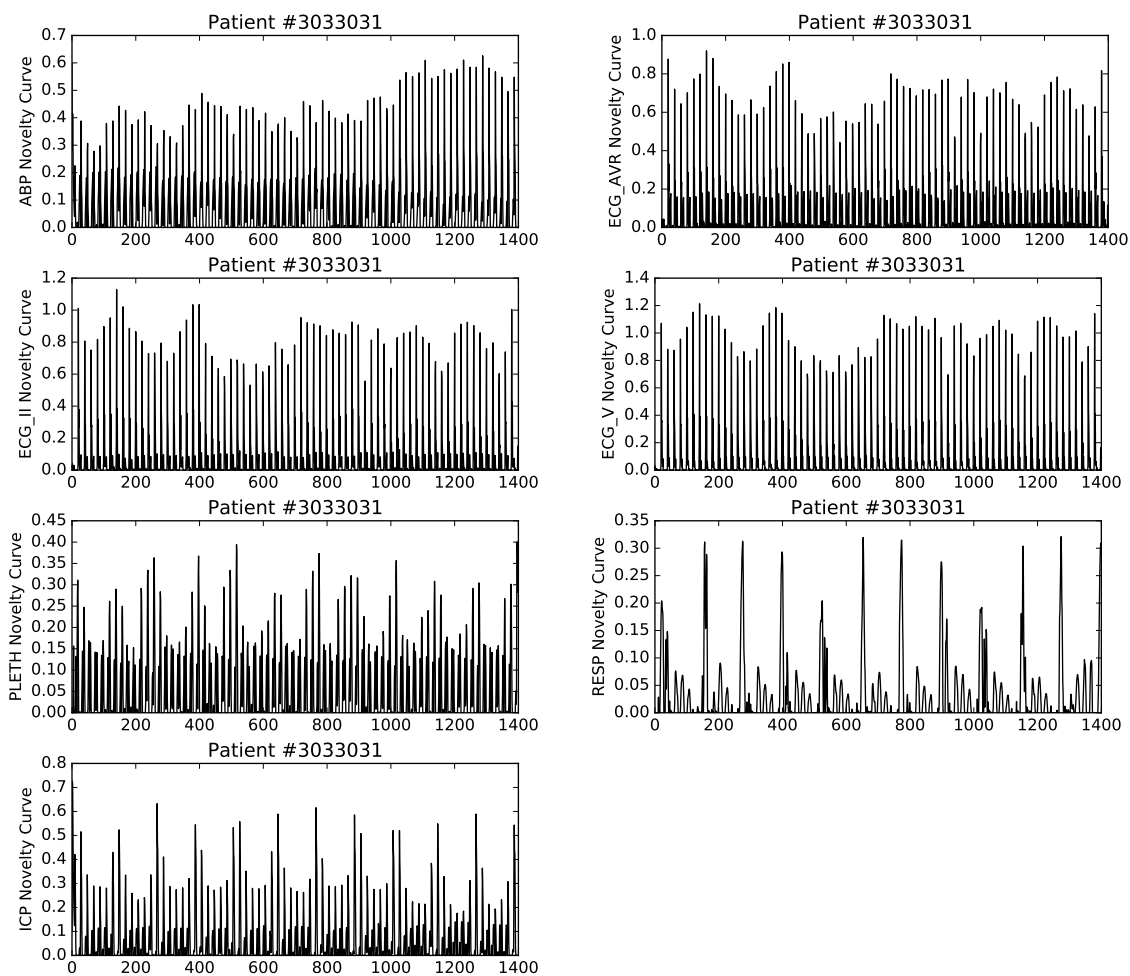 Patient #3033031
ABP Novelty Curve
0.7
0.6
0.5
0.4
0.3
0.2
0.1
0.0
0 200 400 600 800 1000 1200 1400
Patient #3033031
ECG_AVR Novelty Curve
1.0
0.8
0.6
0.4
0.2
0.0
0 200 400 600 800 1000 1200 1400
Patient #3033031
ECG_II Novelty Curve
1.2
1.0
0.8
0.6
0.4
0.2
0.0
0 200 400 600 800 1000 1200 1400
Patient #3033031
ECG_V Novelty Curve
1.4
1.2
1.0
0.8
0.6
0.4
0.2
0.0
0 200 400 600 800 1000 1200 1400
Patient #3033031
PLETH Novelty Curve
0.45
0.40
0.35
0.30
0.25
0.20
0.15
0.10
0.05
0.00
0 200 400 600 800 1000 1200 1400
Patient #3033031
RESP Novelty Curve
0.35
0.30
0.25
0.20
0.15
0.10
0.05
0.00
0 200 400 600 800 1000 1200 1400
Patient #3033031
ICP Novelty Curve
0.8
0.7
0.6
0.5
0.4
0.3
0.2
0.1
0.0
0 200 400 600 800 1000 1200 1400